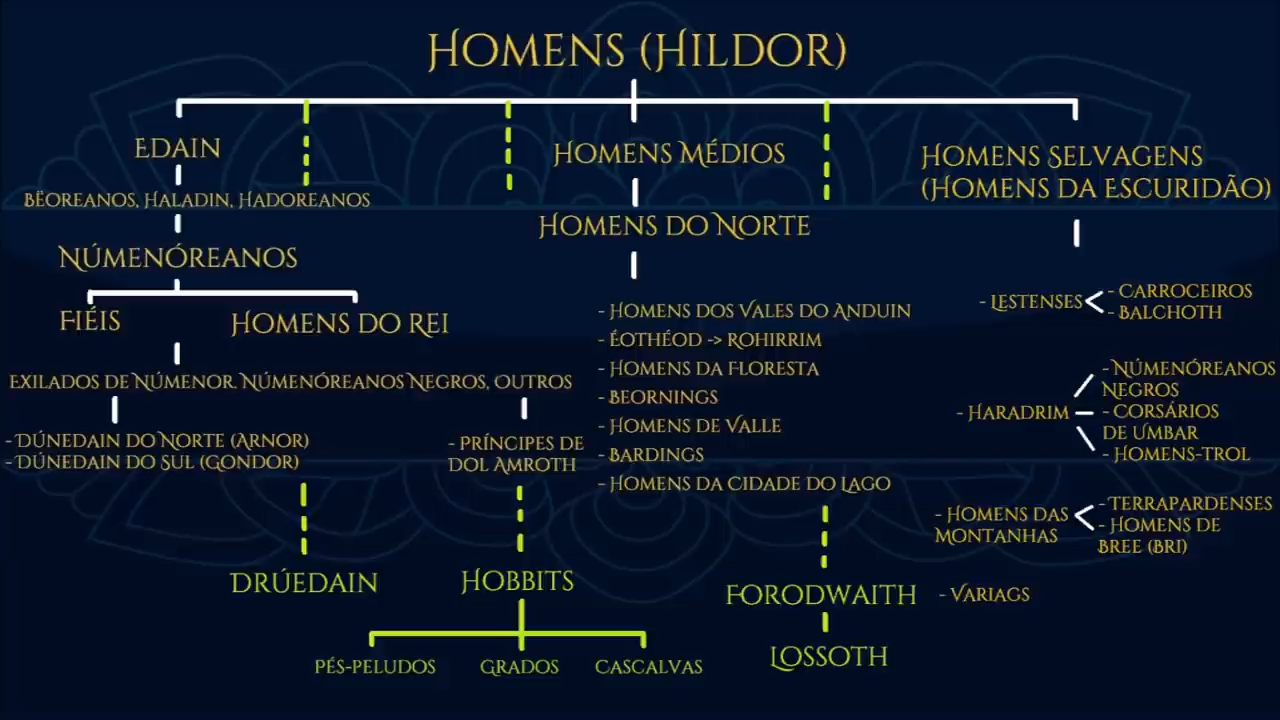 Homens (Hildor)
Edain
Bëoreanos, Haladin, Hadoreanos
Númenóreanos
Fiéis
Homens do Rei
Exilados de Númenor. Númenóreanos Negros, outros
- Dúnedain do Norte (Arnor)
- Dúnedain do Sul (Gondor)
- Príncipes de
Dol Amroth
Drúedain
Hobbits
Pés-peludos
Grados
Cascalvas
Homens Médios
Homens do Norte
- Homens dos Vales do Anduin
- Éothéod -> Rohirrim
- Homens da Floresta
- Beornings
- Homens de Valle
- Bardings
- Homens da Cidade do Lago
Forodwaith
Lossoth
Homens Selvagens
(Homens da Escuridão)
- Lestenses
- Carroceiros
- Balchoth
- Haradrim
- Númenóreanos
Negros
- Corsários
de Umbar
- Homens-trol
- Homens das
Montanhas
- Terrapardenses
- Homens de
Bree (Bri)
- Variags